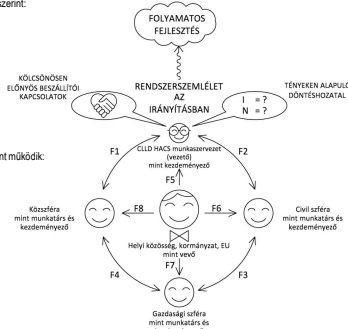 szerint:
FOLYAMATOS
FEJLESZTÉS
KÖLCSÖNÖSEN
ELŐNYÖS BESZÁLLÍTÓI
KAPCSOLATOK
RENDSZERSZEMLÉLET
AZ
IRÁNYÍTÁSBAN
TÉNYEKEN ALAPULÓ
DÖNTÉSHOZATAL
I = ?
N = ?
nt működik:
F1
CLLD HACS munkaszervezet
(vezető)
mint kezdeményező
F2
F5
Közszféra
mint munkatárs és
kezdeményező
F8
F6
Civil szféra
mint munkatárs és
kezdeményező
Helyi közösség, kormányzat, EU
mint vevő
F7
F4
F3
Gazdasági szféra
mint munkatárs és